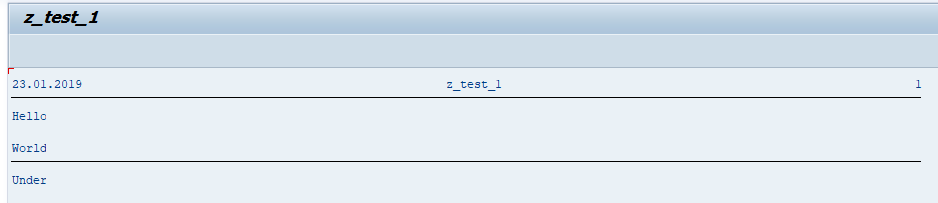 z_test_1
23.01.2019 z_test_1 1
Hello
World
Under